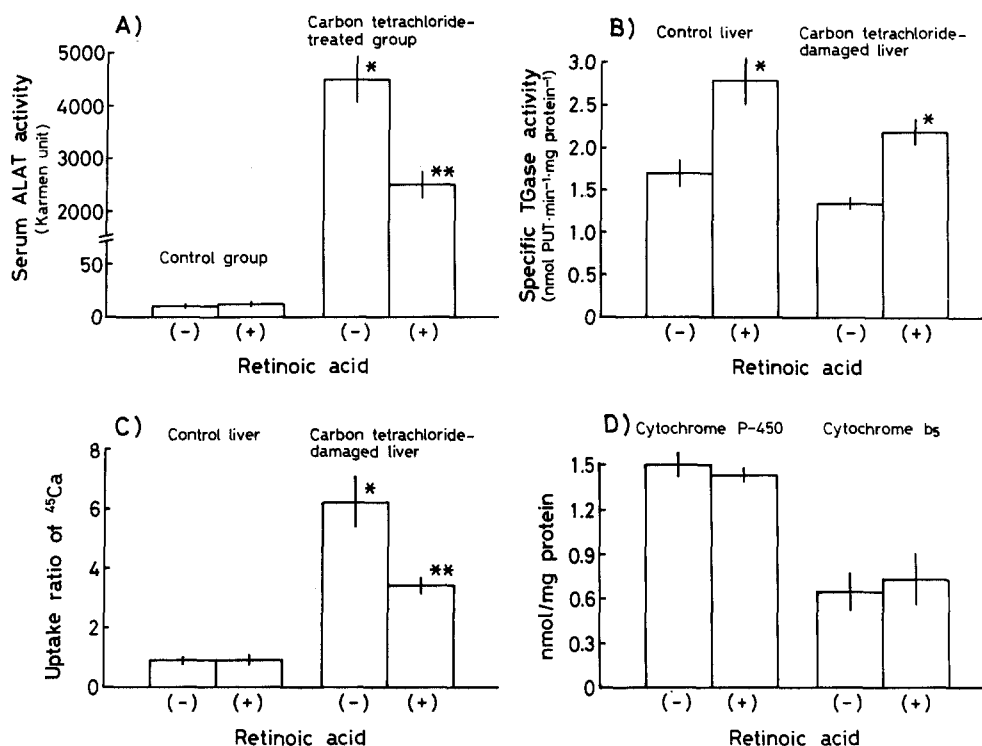 A)
Carbon tetrachloride-
treated group
Serum ALAT activity
(Karmen unit)
5000
4000
3000
2000
50
0
*
**
Control group
(-) (+) (-) (+)
Retinoic acid
B)
Control liver
Carbon tetrachloride-
damaged liver
Specific TGase activity
(nmol PUT·min⁻¹·mg protein⁻¹)
3.0
2.5
2.0
1.5
1.0
0.5
0
*
*
(-) (+) (-) (+)
Retinoic acid
C)
Control liver
Carbon tetrachloride-
damaged liver
Uptake ratio of ⁴⁵Ca
8
6
4
2
0
*
**
(-) (+) (-) (+)
Retinoic acid
D) Cytochrome P-450 Cytochrome b₅
nmol/mg protein
1.5
1.2
0.9
0.6
0.3
0
(-) (+) (-) (+)
Retinoic acid